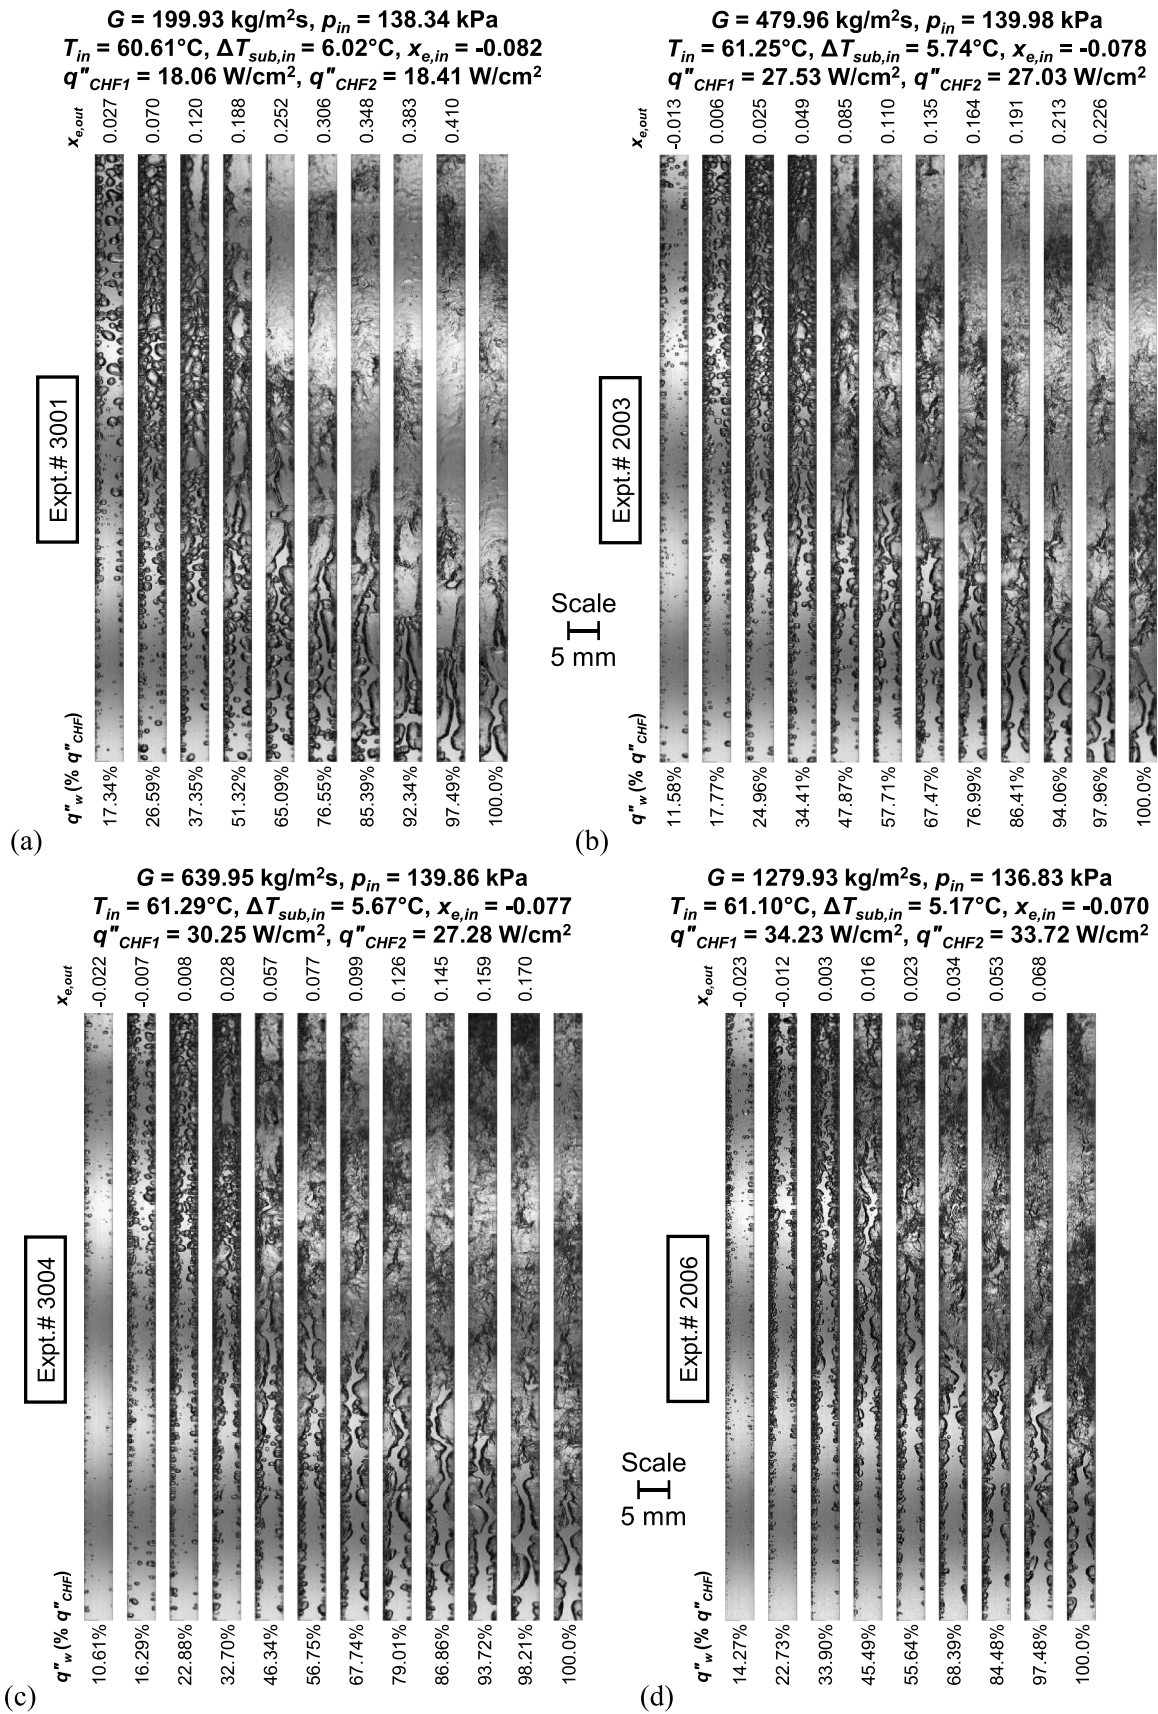 G = 199.93 kg/m²s, p_in = 138.34 kPa
T_in = 60.61°C, ΔT_sub,in = 6.02°C, x_e,in = -0.082
q"_CHF1 = 18.06 W/cm², q"_CHF2 = 18.41 W/cm²
x_e,out 0.027 0.070 0.120 0.188 0.252 0.306 0.348 0.383 0.410
Expt.# 3001
q"_w (% q"_CHF) 17.34% 26.59% 37.35% 51.32% 65.09% 76.55% 85.39% 92.34% 97.49% 100.0%
(a)
G = 479.96 kg/m²s, p_in = 139.98 kPa
T_in = 61.25°C, ΔT_sub,in = 5.74°C, x_e,in = -0.078
q"_CHF1 = 27.53 W/cm², q"_CHF2 = 27.03 W/cm²
x_e,out -0.013 0.006 0.025 0.049 0.085 0.110 0.135 0.164 0.191 0.213 0.226
Expt.# 2003
Scale
5 mm
q"_w (% q"_CHF) 11.58% 17.77% 24.96% 34.41% 47.87% 57.71% 67.47% 76.99% 86.41% 94.06% 97.96% 100.0%
(b)
G = 639.95 kg/m²s, p_in = 139.86 kPa
T_in = 61.29°C, ΔT_sub,in = 5.67°C, x_e,in = -0.077
q"_CHF1 = 30.25 W/cm², q"_CHF2 = 27.28 W/cm²
x_e,out -0.022 -0.007 0.008 0.028 0.057 0.077 0.099 0.126 0.145 0.159 0.170
Expt.# 3004
q"_w (% q"_CHF) 10.61% 16.29% 22.88% 32.70% 46.34% 56.75% 67.74% 79.01% 86.86% 93.72% 98.21% 100.0%
(c)
G = 1279.93 kg/m²s, p_in = 136.83 kPa
T_in = 61.10°C, ΔT_sub,in = 5.17°C, x_e,in = -0.070
q"_CHF1 = 34.23 W/cm², q"_CHF2 = 33.72 W/cm²
x_e,out -0.023 -0.012 0.003 0.016 0.023 0.034 0.053 0.068
Expt.# 2006
Scale
5 mm
q"_w (% q"_CHF) 14.27% 22.73% 33.90% 45.49% 55.64% 68.39% 84.48% 97.48% 100.0%
(d)